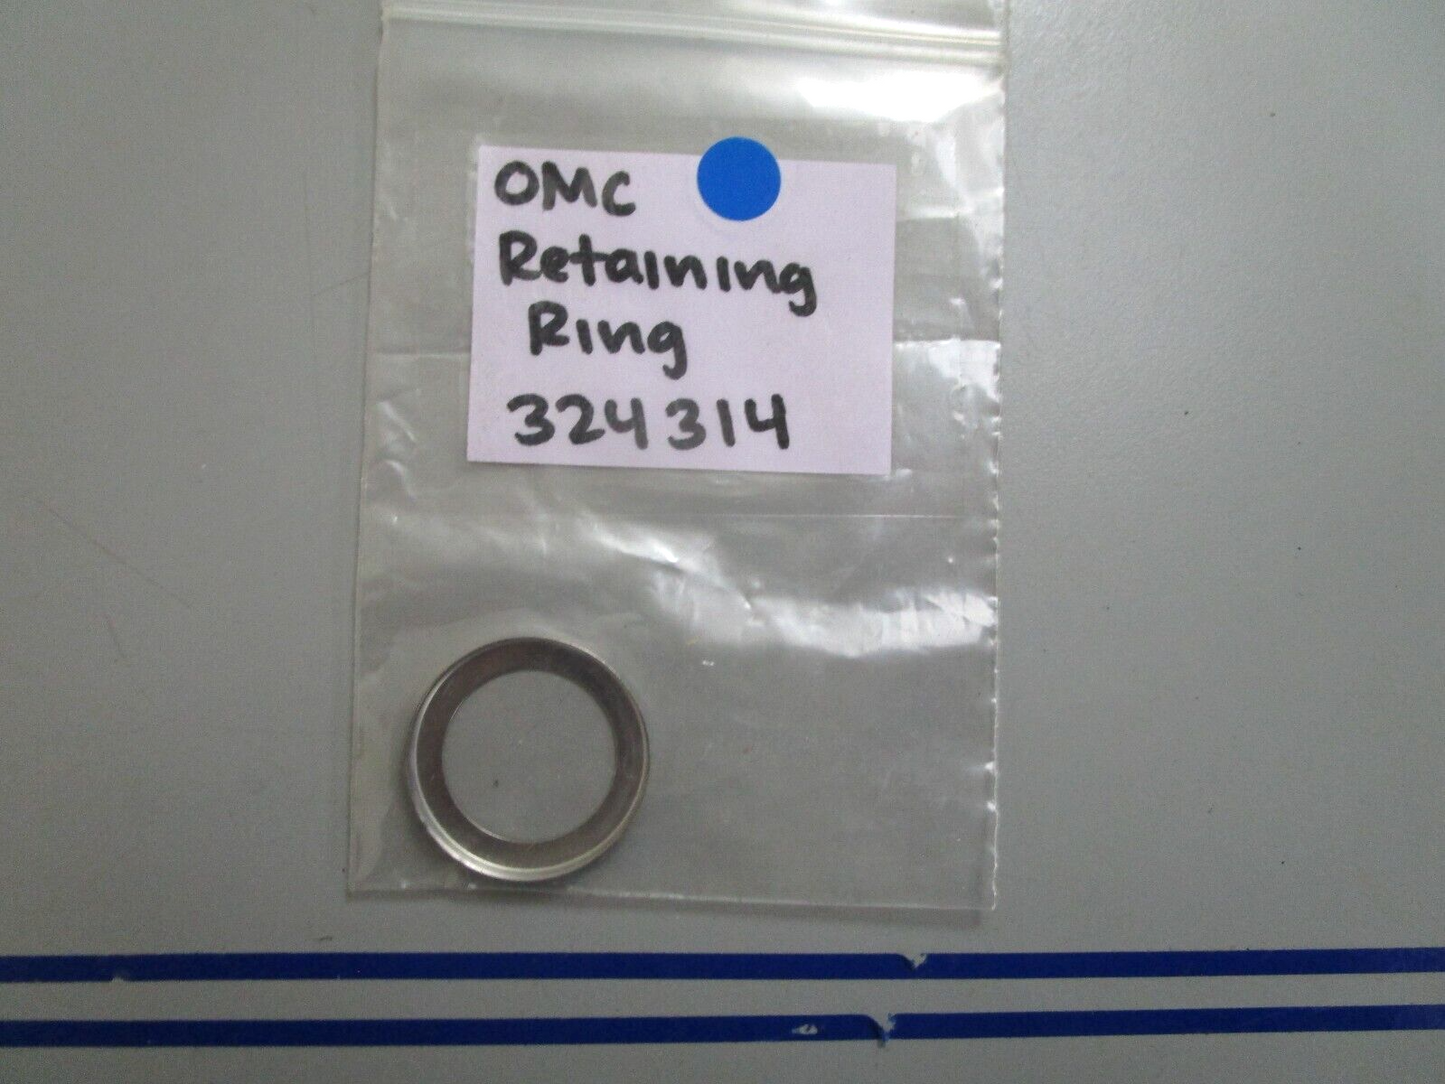 OMC
Retaining
Ring
324314